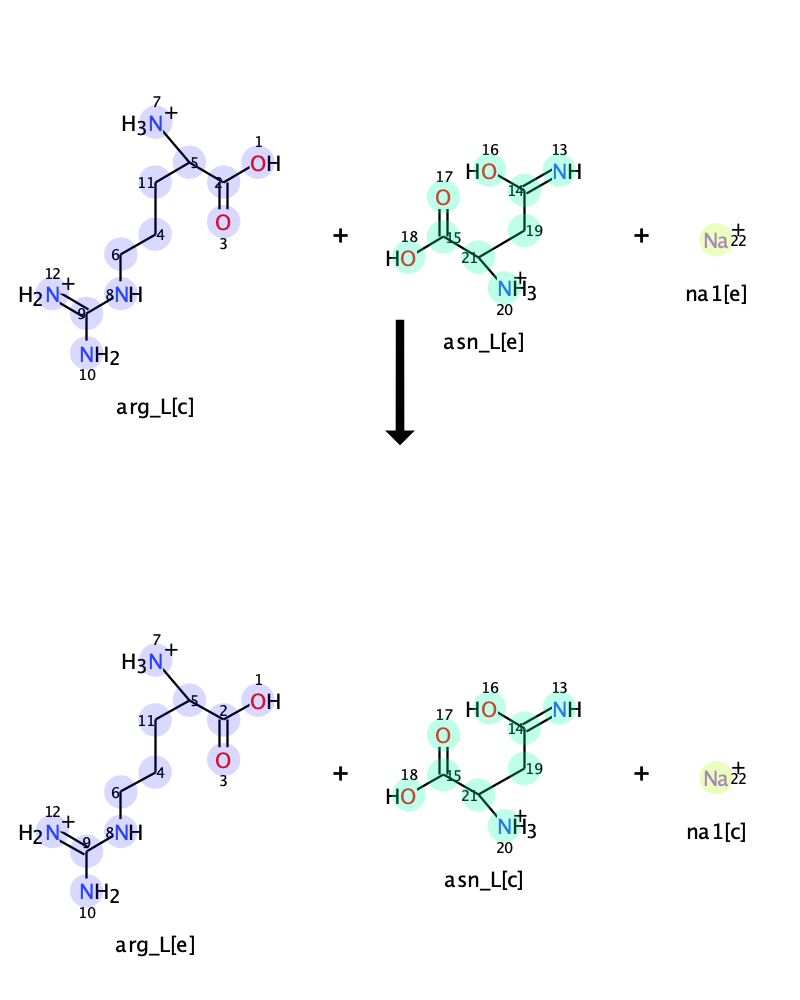 7
H3N+
1
5
OH
11
2
O
3
4
6
12
H2N+
8
NH
9
NH2
10
arg_L[c]
+
16
13
HO
NH
17
14
O
18
15
19
HO
21
NH3+
20
asn_L[e]
+
Na+
22
na1[e]
7
H3N+
1
5
OH
11
2
O
3
4
6
12
H2N+
8
NH
9
NH2
10
arg_L[e]
+
16
13
HO
NH
17
14
O
18
15
19
HO
21
NH3+
20
asn_L[c]
+
Na+
22
na1[c]